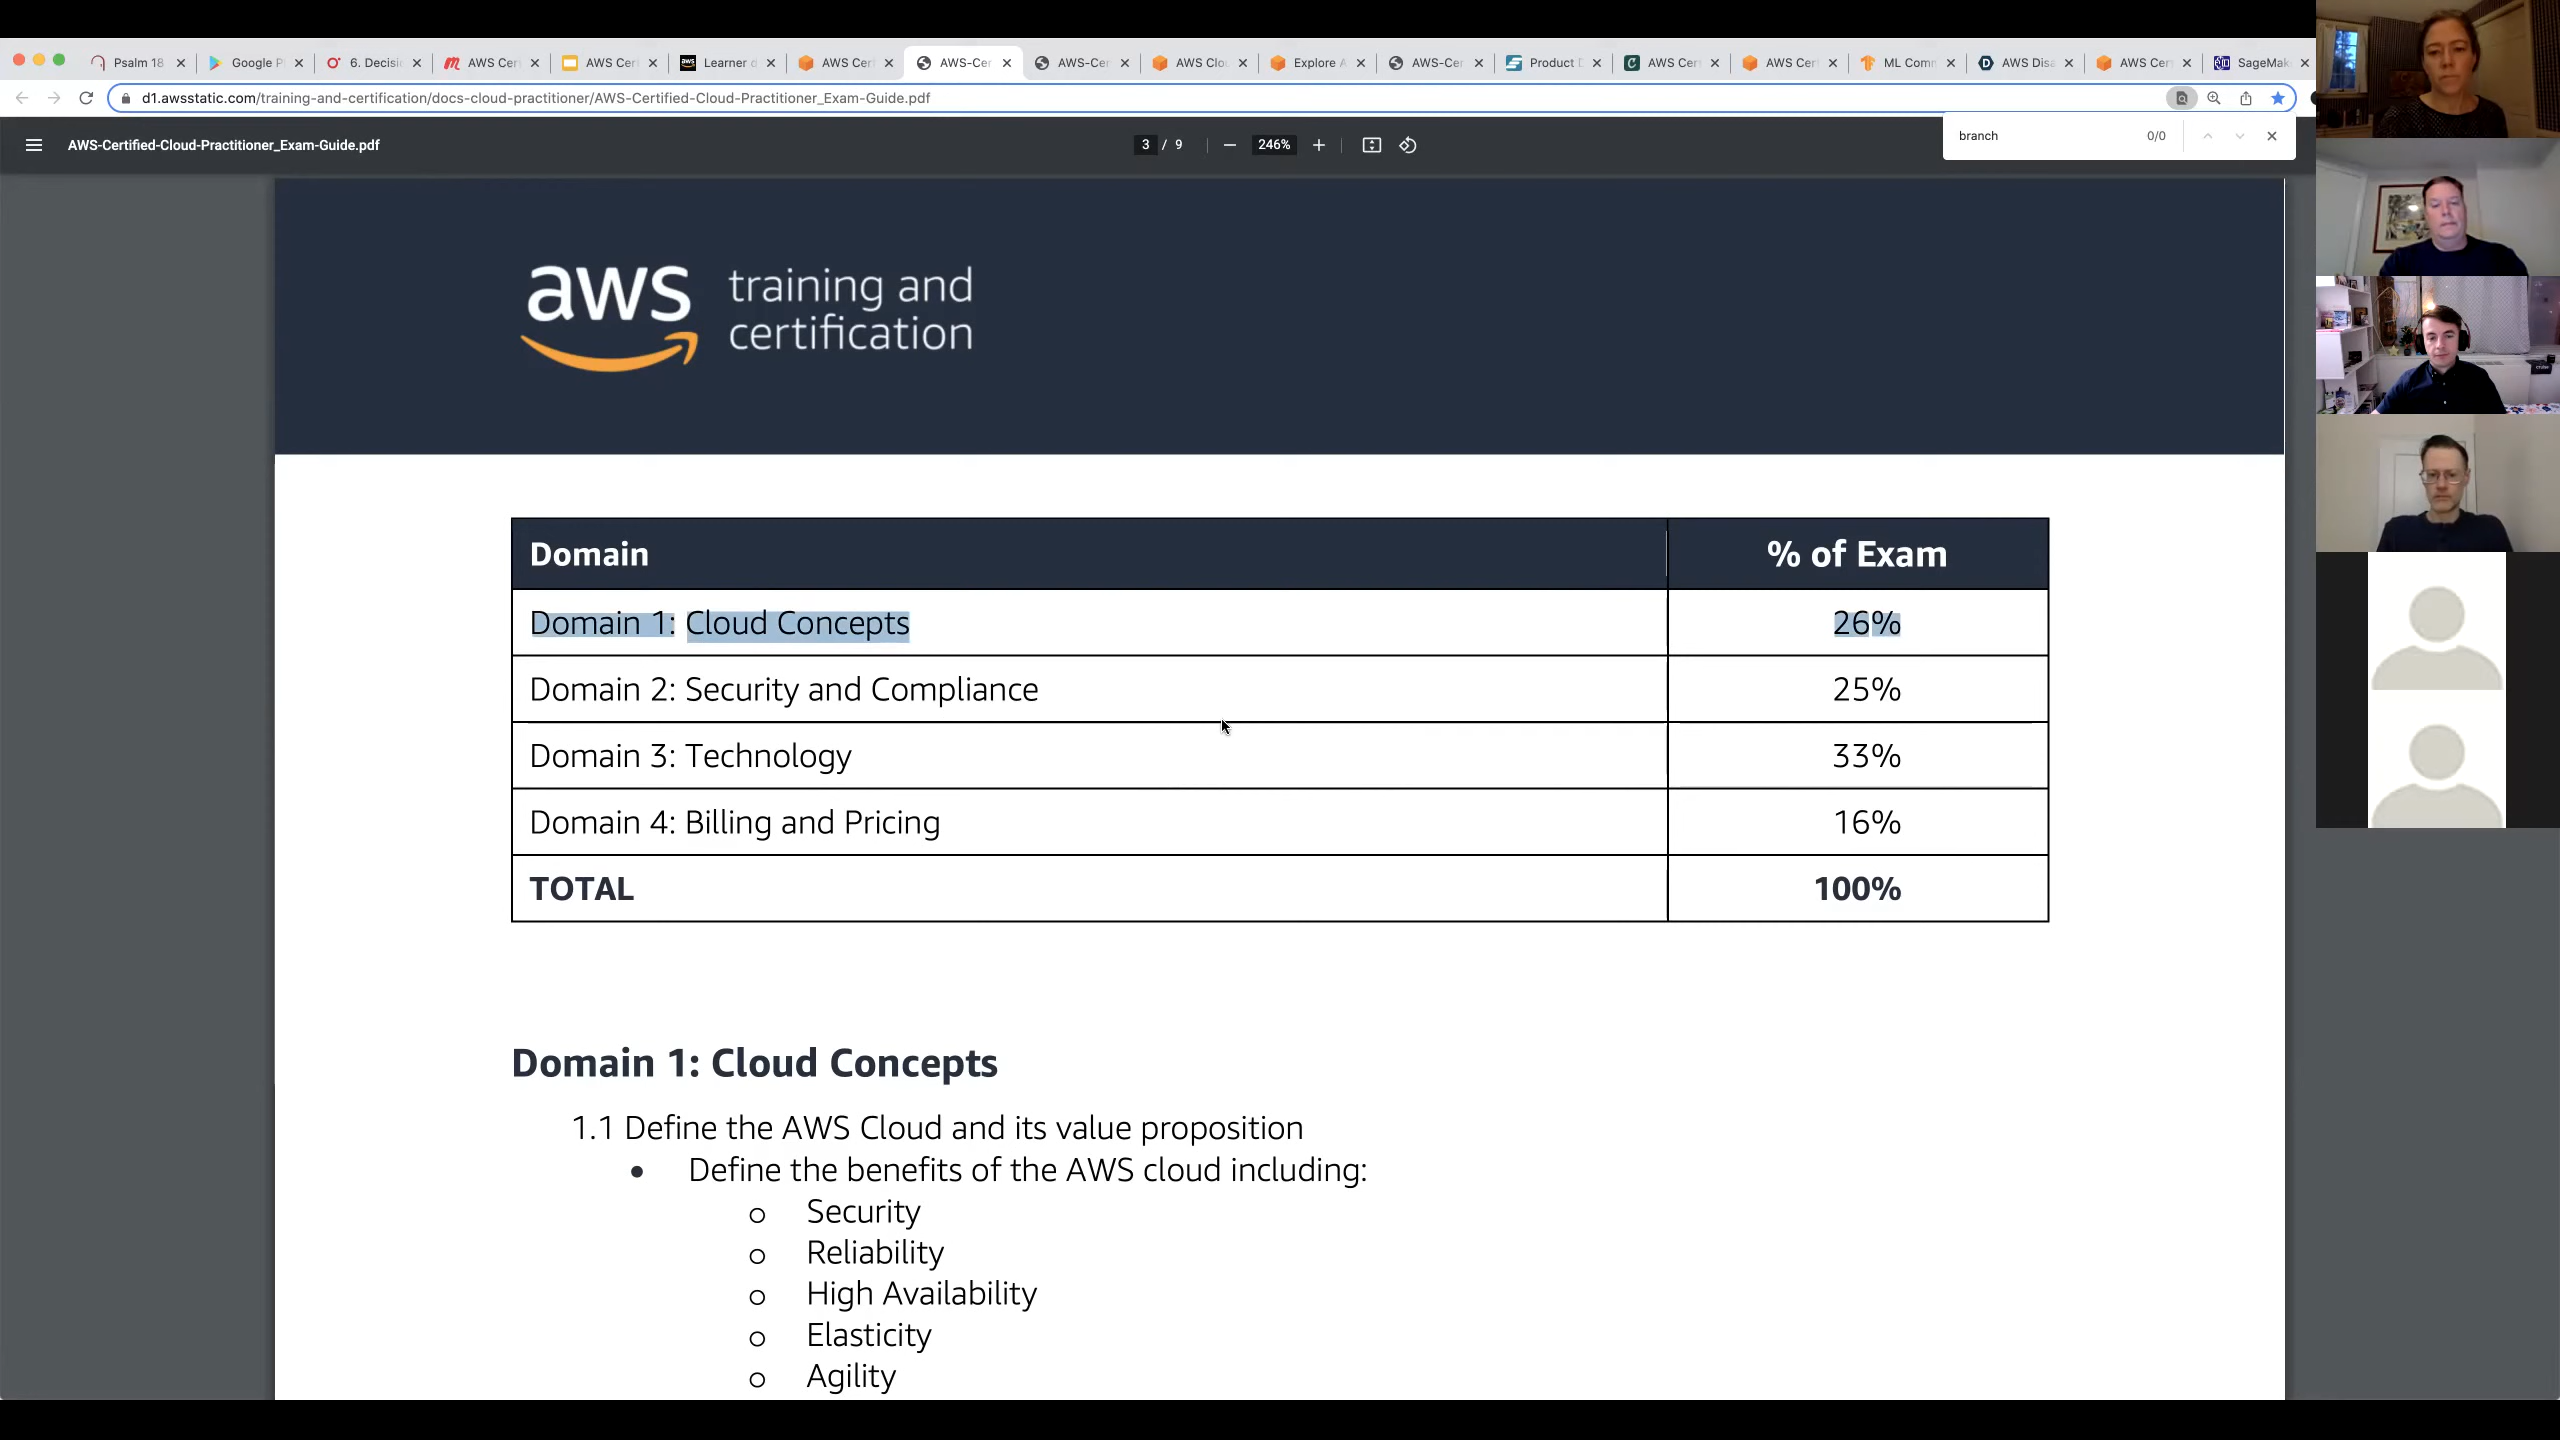 Psalm 18
Google P
6. Decisi
AWS Cer
AWS Cer
Learner d
AWS Cer
AWS-Cer
AWS-Cer
AWS Clou
Explore A
AWS-Cer
Product D
AWS Cer
AWS Cer
ML Comm
AWS Disa
AWS Cer
SageMak
d1.awsstatic.com/training-and-certification/docs-cloud-practitioner/AWS-Certified-Cloud-Practitioner_Exam-Guide.pdf
branch 0/0
AWS-Certified-Cloud-Practitioner_Exam-Guide.pdf 3 / 9 246%
aws training and
certification
Domain % of Exam
Domain 1: Cloud Concepts 26%
Domain 2: Security and Compliance 25%
Domain 3: Technology 33%
Domain 4: Billing and Pricing 16%
TOTAL 100%
Domain 1: Cloud Concepts
1.1 Define the AWS Cloud and its value proposition
• Define the benefits of the AWS cloud including:
o Security
o Reliability
o High Availability
o Elasticity
o Agility